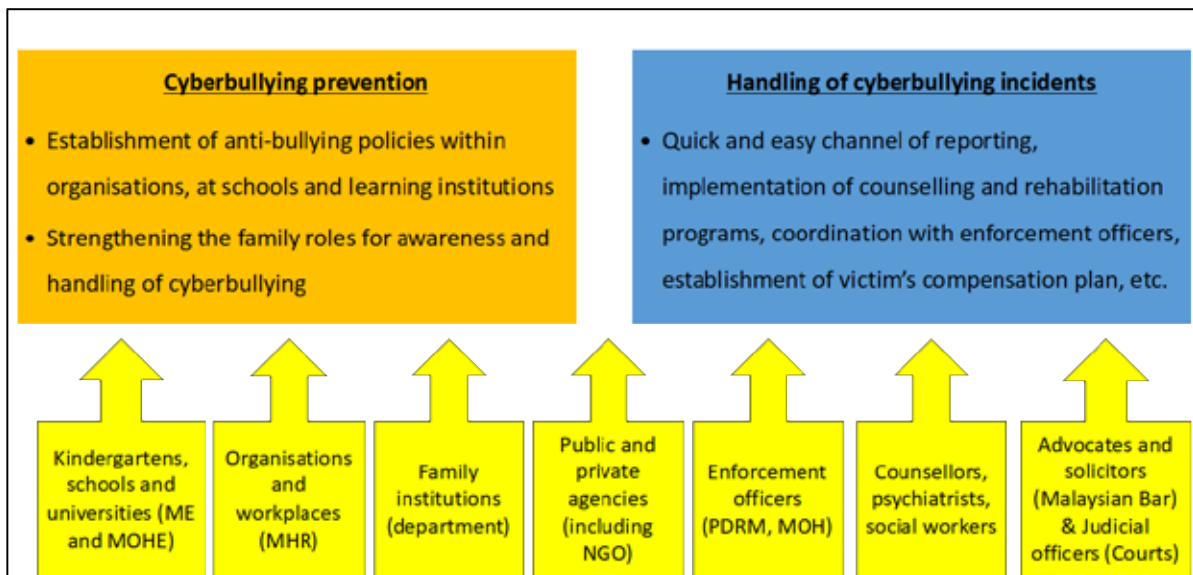 Cyberbullying prevention
• Establishment of anti-bullying policies within
organisations, at schools and learning institutions
• Strengthening the family roles for awareness and
handling of cyberbullying
Handling of cyberbullying incidents
• Quick and easy channel of reporting,
implementation of counselling and rehabilitation
programs, coordination with enforcement officers,
establishment of victim's compensation plan, etc.
Kindergartens,
schools and
universities (ME
and MOHE)
Organisations
and
workplaces
(MHR)
Family
institutions
(department)
Public and
private
agencies
(including
NGO)
Enforcement
officers
(PDRM, MOH)
Counsellors,
psychiatrists,
social workers
Advocates and
solicitors
(Malaysian Bar)
& Judicial
officers (Courts)